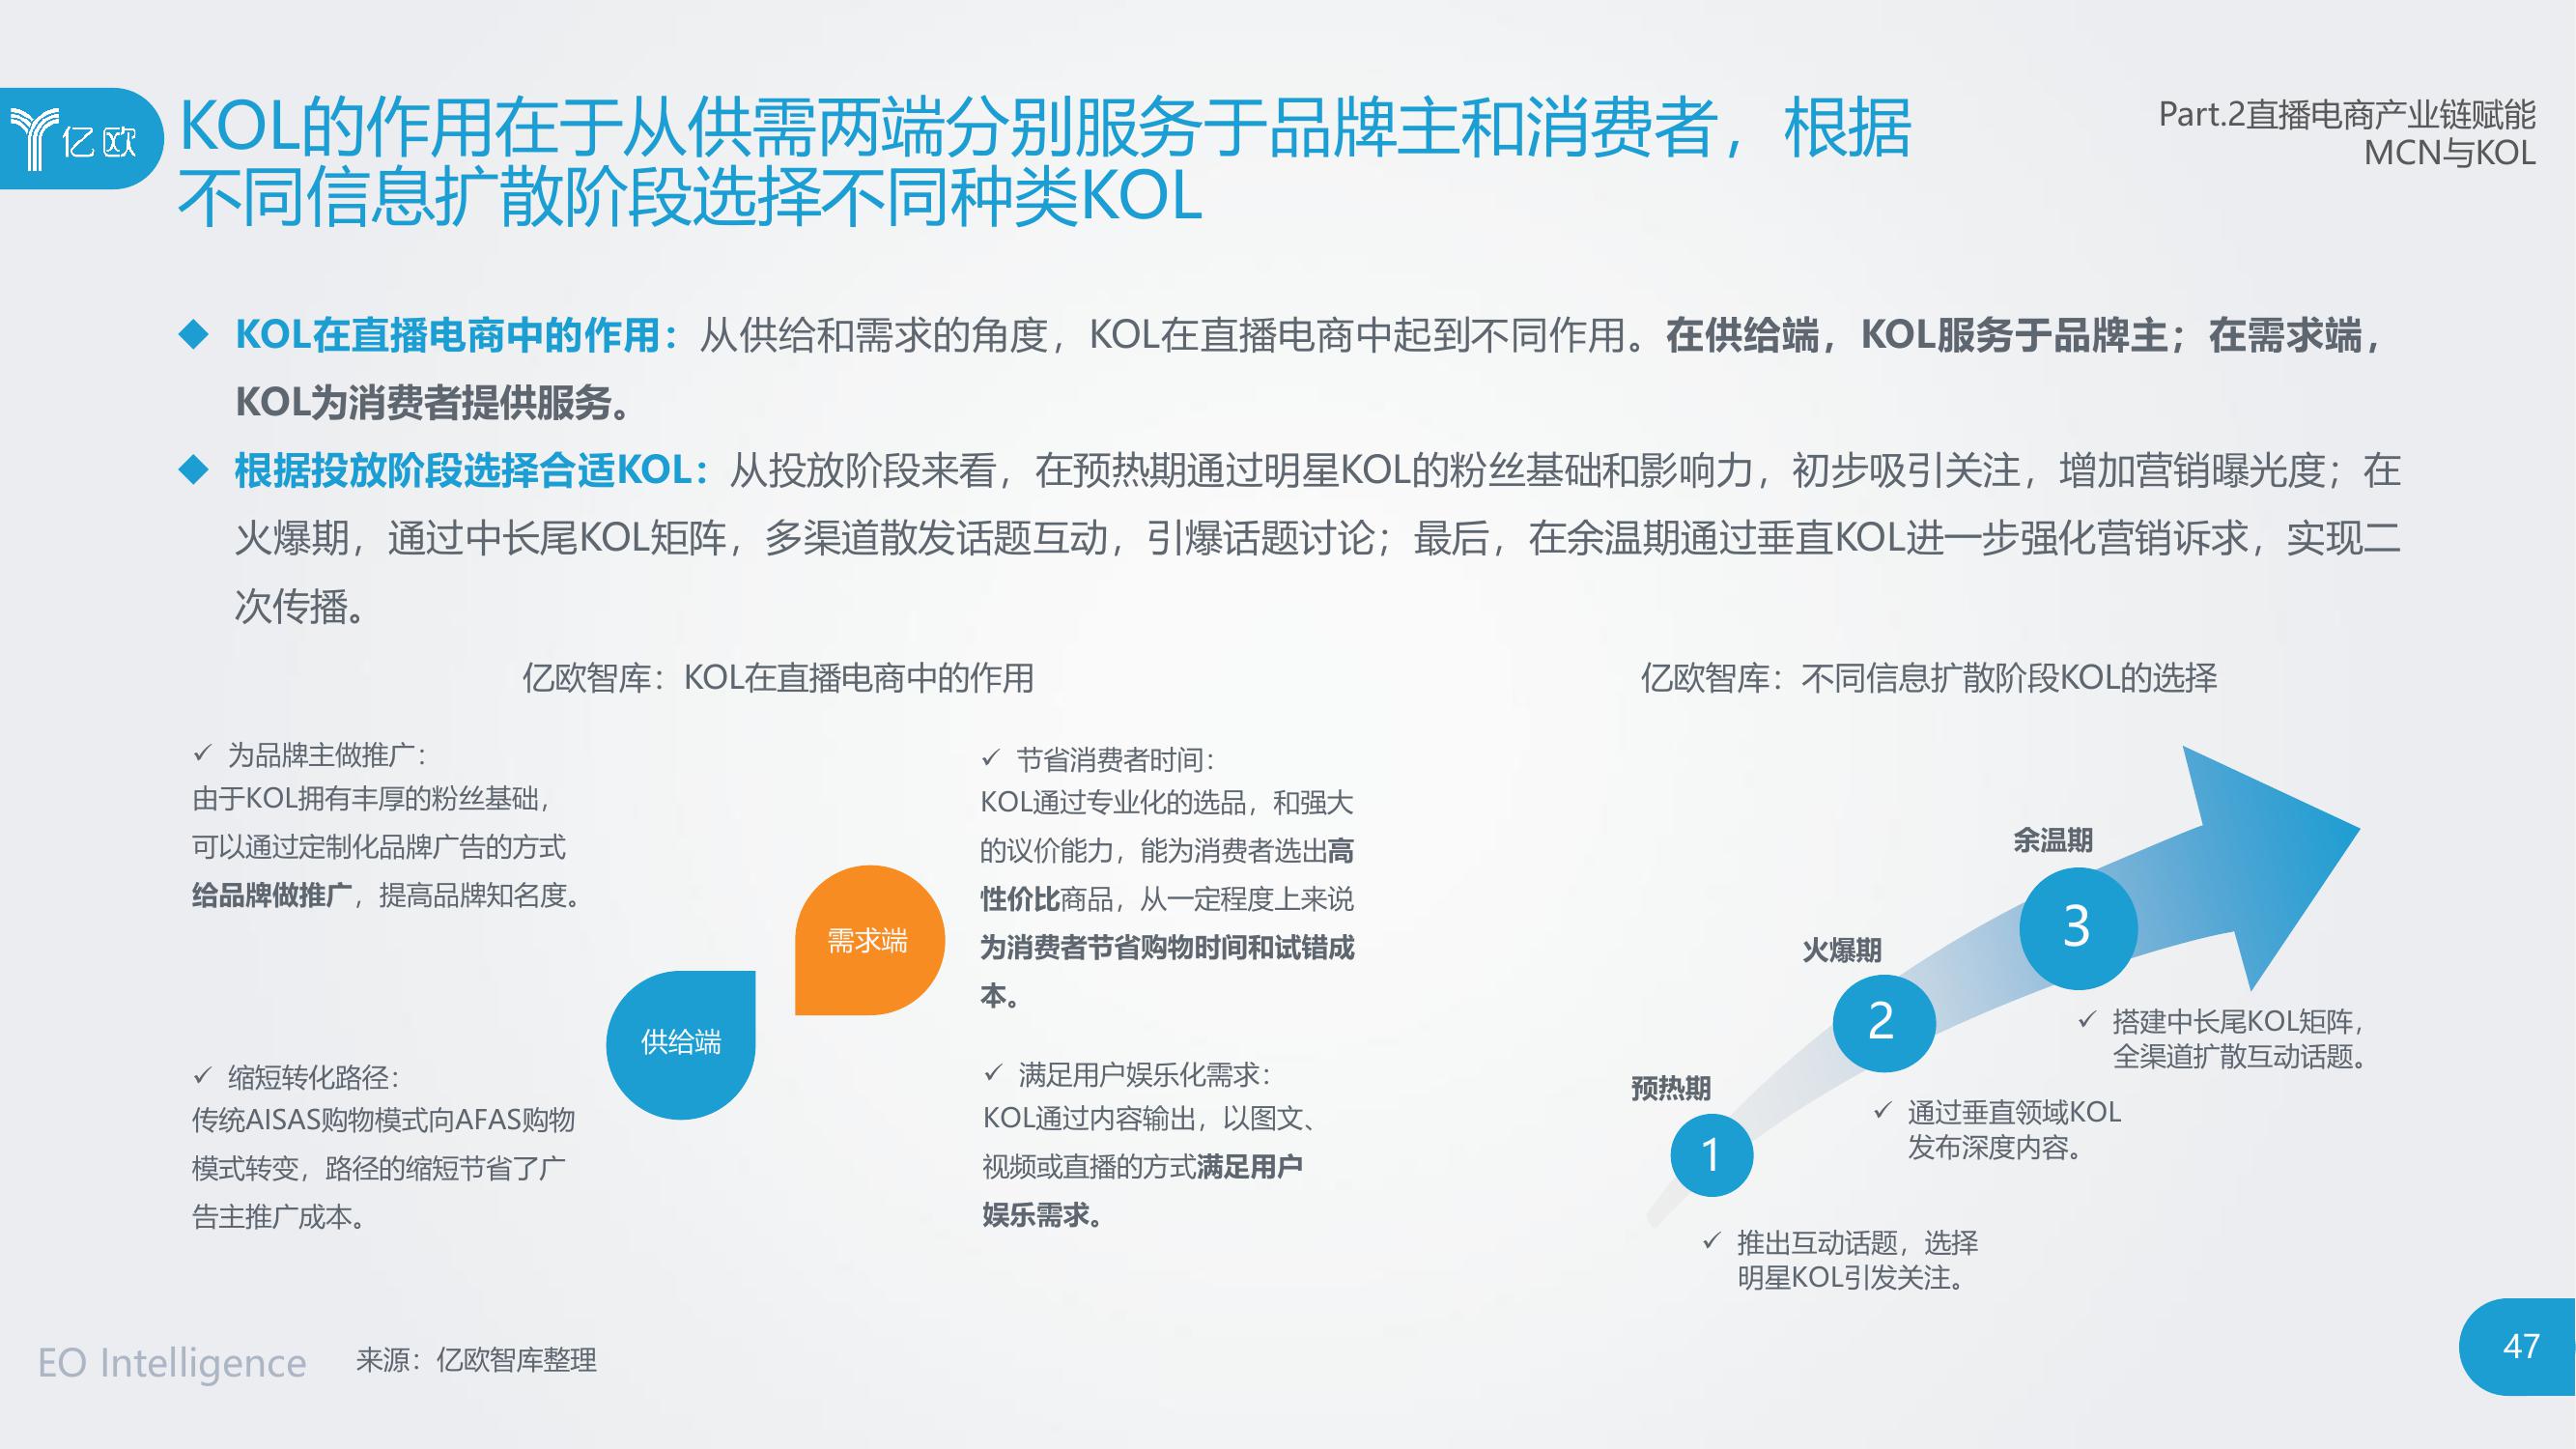 亿欧
KOL的作用在于从供需两端分别服务于品牌主和消费者，根据
不同信息扩散阶段选择不同种类KOL
Part.2直播电商产业链赋能
MCN与KOL
KOL在直播电商中的作用：从供给和需求的角度，KOL在直播电商中起到不同作用。在供给端，KOL服务于品牌主；在需求端，
KOL为消费者提供服务。
根据投放阶段选择合适KOL：从投放阶段来看，在预热期通过明星KOL的粉丝基础和影响力，初步吸引关注，增加营销曝光度；在
火爆期，通过中长尾KOL矩阵，多渠道散发话题互动，引爆话题讨论；最后，在余温期通过垂直KOL进一步强化营销诉求，实现二
次传播。
亿欧智库：KOL在直播电商中的作用
✓ 为品牌主做推广：
由于KOL拥有丰厚的粉丝基础，
可以通过定制化品牌广告的方式
给品牌做推广，提高品牌知名度。
✓ 缩短转化路径：
传统AISAS购物模式向AFAS购物
模式转变，路径的缩短节省了广
告主推广成本。
供给端
需求端
✓ 节省消费者时间：
KOL通过专业化的选品，和强大
的议价能力，能为消费者选出高
性价比商品，从一定程度上来说
为消费者节省购物时间和试错成
本。
✓ 满足用户娱乐化需求：
KOL通过内容输出，以图文、
视频或直播的方式满足用户
娱乐需求。
亿欧智库：不同信息扩散阶段KOL的选择
余温期
3
✓ 搭建中长尾KOL矩阵，
全渠道扩散互动话题。
火爆期
2
✓ 通过垂直领域KOL
发布深度内容。
预热期
1
✓ 推出互动话题，选择
明星KOL引发关注。
EO Intelligence
来源：亿欧智库整理
47